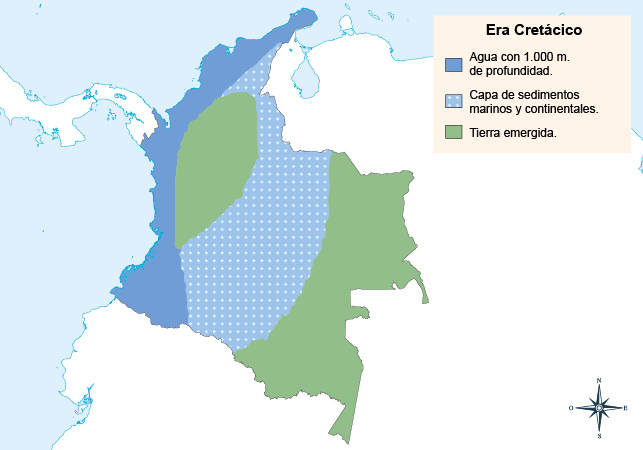 Era Cretácico
Agua con 1.000 m.
de profundidad.
Capa de sedimentos
marinos y continentales.
Tierra emergida.
N
O
E
S